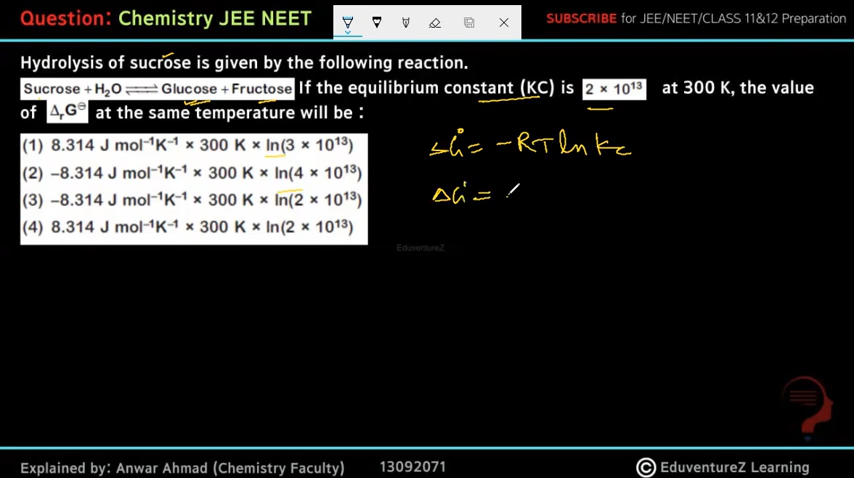 Question: Chemistry JEE NEET
SUBSCRIBE for JEE/NEET/CLASS 11&12 Preparation
Hydrolysis of sucrose is given by the following reaction.
Sucrose + H₂O ⇌ Glucose + Fructose If the equilibrium constant (KC) is 2 × 10¹³ at 300 K, the value
of ΔᵣG⊖ at the same temperature will be :
(1) 8.314 J mol⁻¹K⁻¹ × 300 K × ln(3 × 10¹³)
(2) −8.314 J mol⁻¹K⁻¹ × 300 K × ln(4 × 10¹³)
(3) −8.314 J mol⁻¹K⁻¹ × 300 K × ln(2 × 10¹³)
(4) 8.314 J mol⁻¹K⁻¹ × 300 K × ln(2 × 10¹³)
ΔG° = −RT ln Kc
ΔG° =
EduventureZ
Explained by: Anwar Ahmad (Chemistry Faculty)
13092071
© EduventureZ Learning